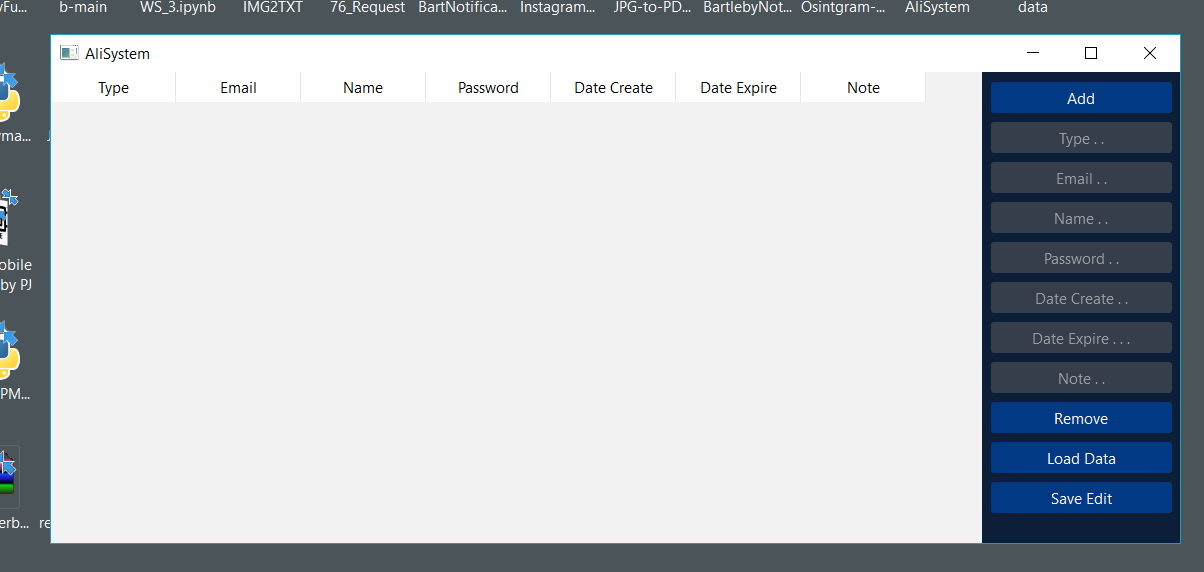 yFu... b-main WS_3.ipynb IMG2TXT 76_Request BartNotifica... Instagram... JPG-to-PD... BartlebyNot... Osintgram-... AliSystem data
AliSystem
Type Email Name Password Date Create Date Expire Note
Add
Type . .
Email . .
Name . .
Password . .
Date Create . .
Date Expire . . .
Note . .
Remove
Load Data
Save Edit
yma...
obile
by PJ
PM...
erb... re